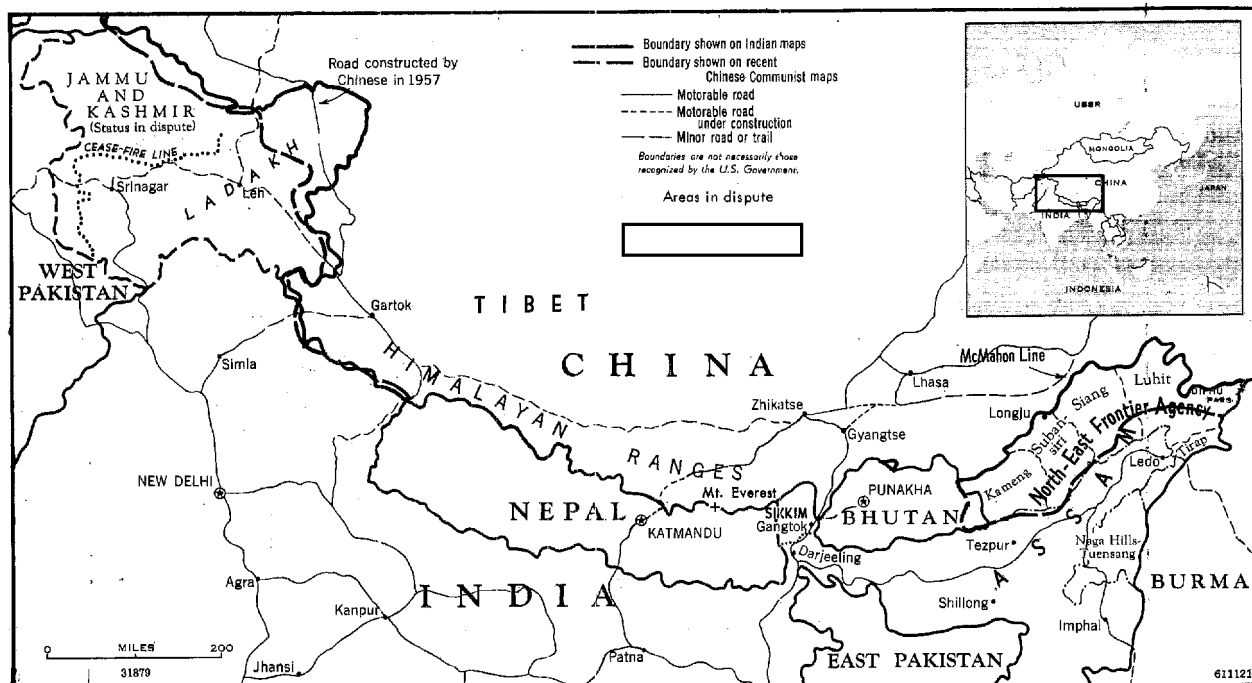 Boundary shown on Indian maps
Boundary shown on recent
Chinese Communist maps
Motorable road
Motorable road
under construction
Minor road or trail
Boundaries are not necessarily those
recognized by the U.S. Government.
Areas in dispute
Road constructed by
Chinese in 1957
JAMMU
AND
KASHMIR
(Status in dispute)
CEASE-FIRE LINE
Srinagar
Leh
LADAKH
WEST
PAKISTAN
Gartok
TIBET
Simla
CHINA
HIMALAYAN
RANGES
McMahon Line
Lhasa
Zhikatse
Gyangtse
Longju
Luhit
Siang
Suban-
siri
Kameng
North-East Frontier Agency
Tirap
Ledo
ASSAM
NEW DELHI
NEPAL
Mt. Everest
KATMANDU
SIKKIM
Gangtok
PUNAKHA
BHUTAN
Darjeeling
Tezpur
Naga Hills-
Tuensang
BURMA
Agra
INDIA
Kanpur
Shillong
Imphal
Jhansi
Patna
EAST PAKISTAN
0 MILES 200
31879
611121
USSR
MONGOLIA
CHINA
JAPAN
INDIA
INDONESIA